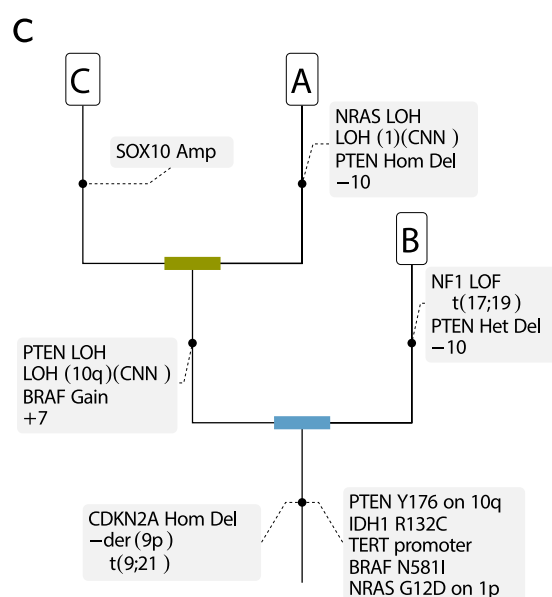 C
C
A
NRAS LOH
LOH (1)(CNN )
PTEN Hom Del
−10
SOX10 Amp
B
NF1 LOF
t(17;19 )
PTEN Het Del
−10
PTEN LOH
LOH (10q)(CNN )
BRAF Gain
+7
CDKN2A Hom Del
−der (9p )
t(9;21 )
PTEN Y176 on 10q
IDH1 R132C
TERT promoter
BRAF N581I
NRAS G12D on 1p